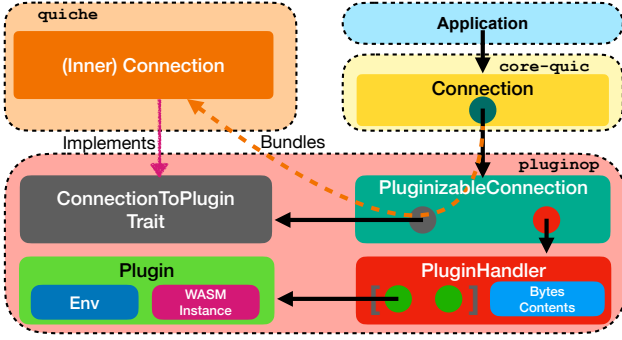 quiche
Application
(Inner) Connection
core-quic
Connection
Implements
Bundles
pluginop
ConnectionToPlugin
Trait
PluginizableConnection
Plugin
PluginHandler
Env
WASM
Instance
[ ]
Bytes
Contents